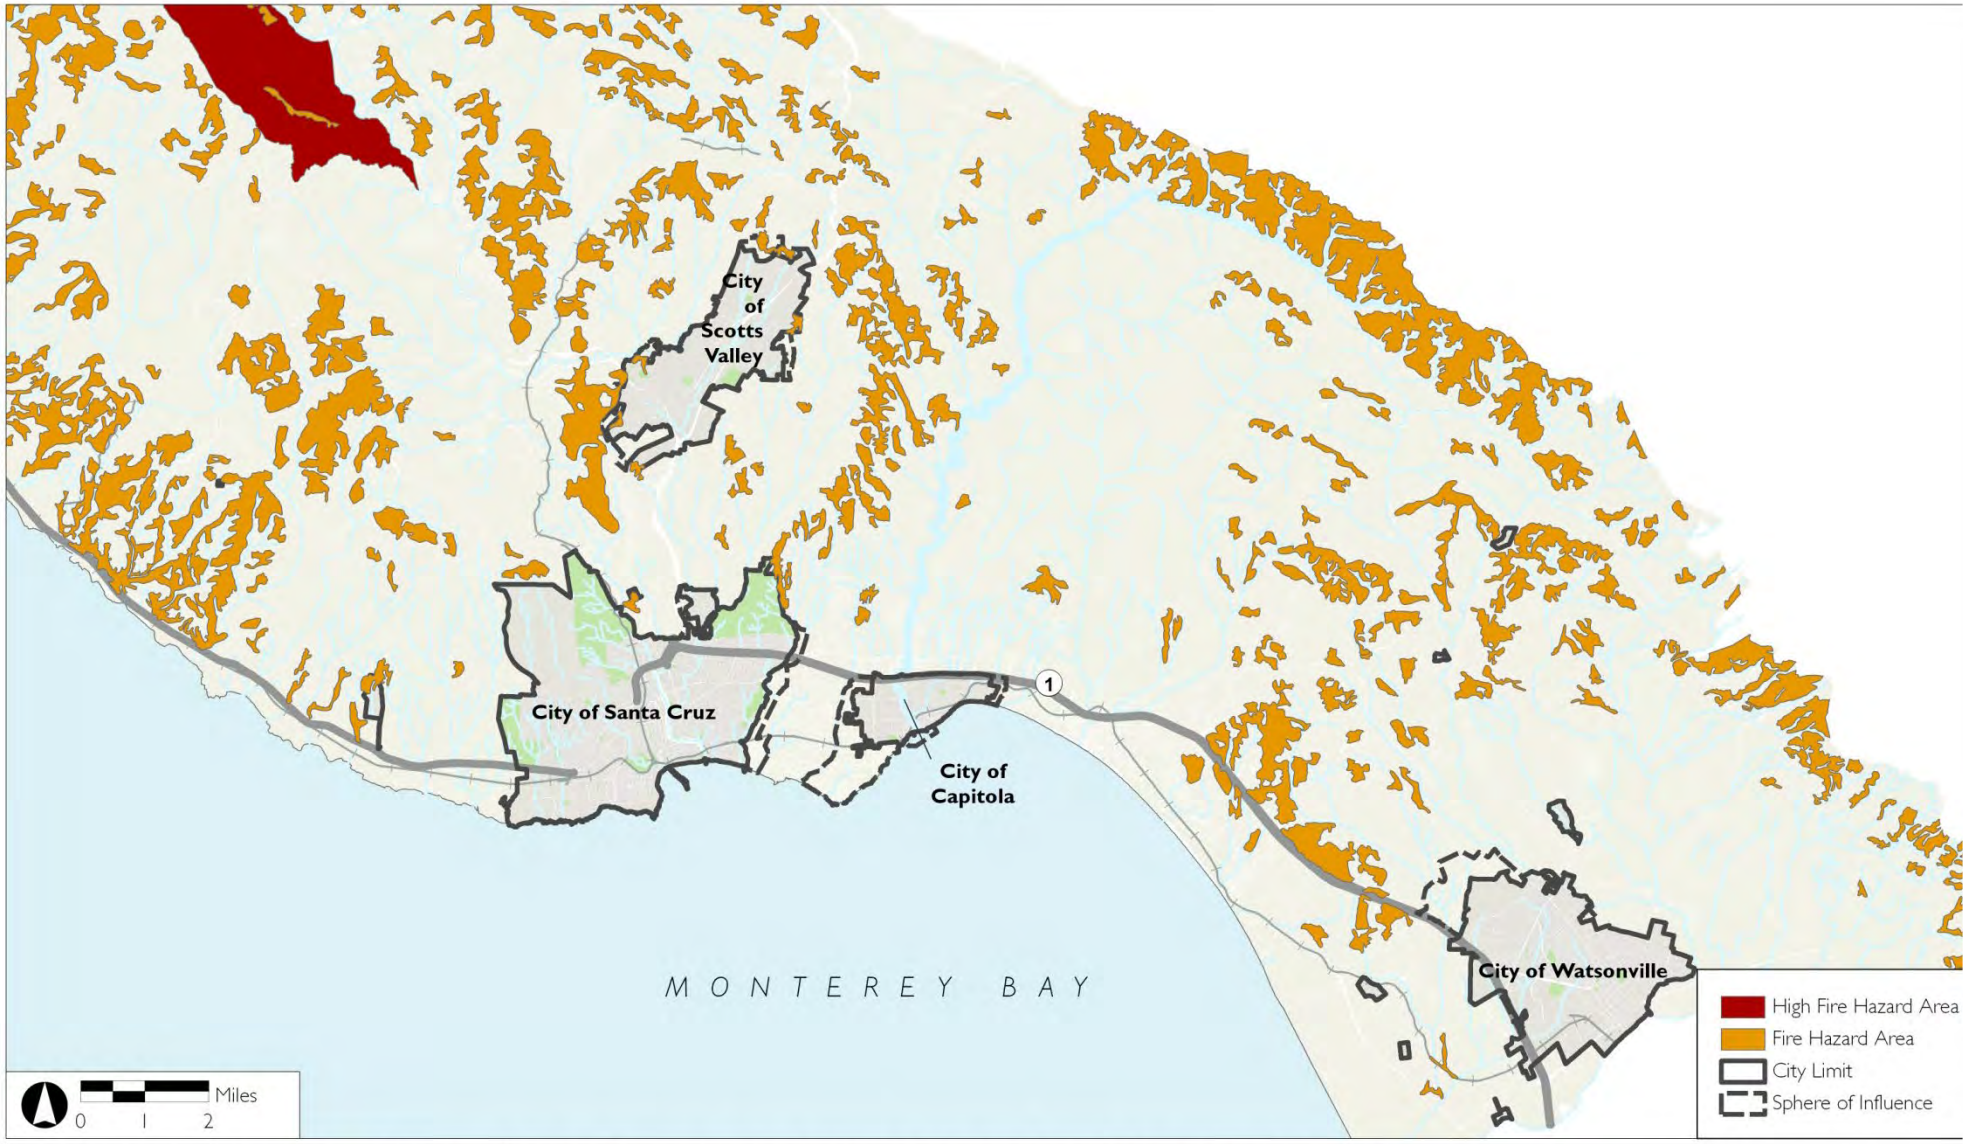 City
of
Scotts
Valley
City of Santa Cruz
1
City of
Capitola
City of Watsonville
MONTEREY BAY
High Fire Hazard Area
Fire Hazard Area
City Limit
Sphere of Influence
Miles
0 1 2